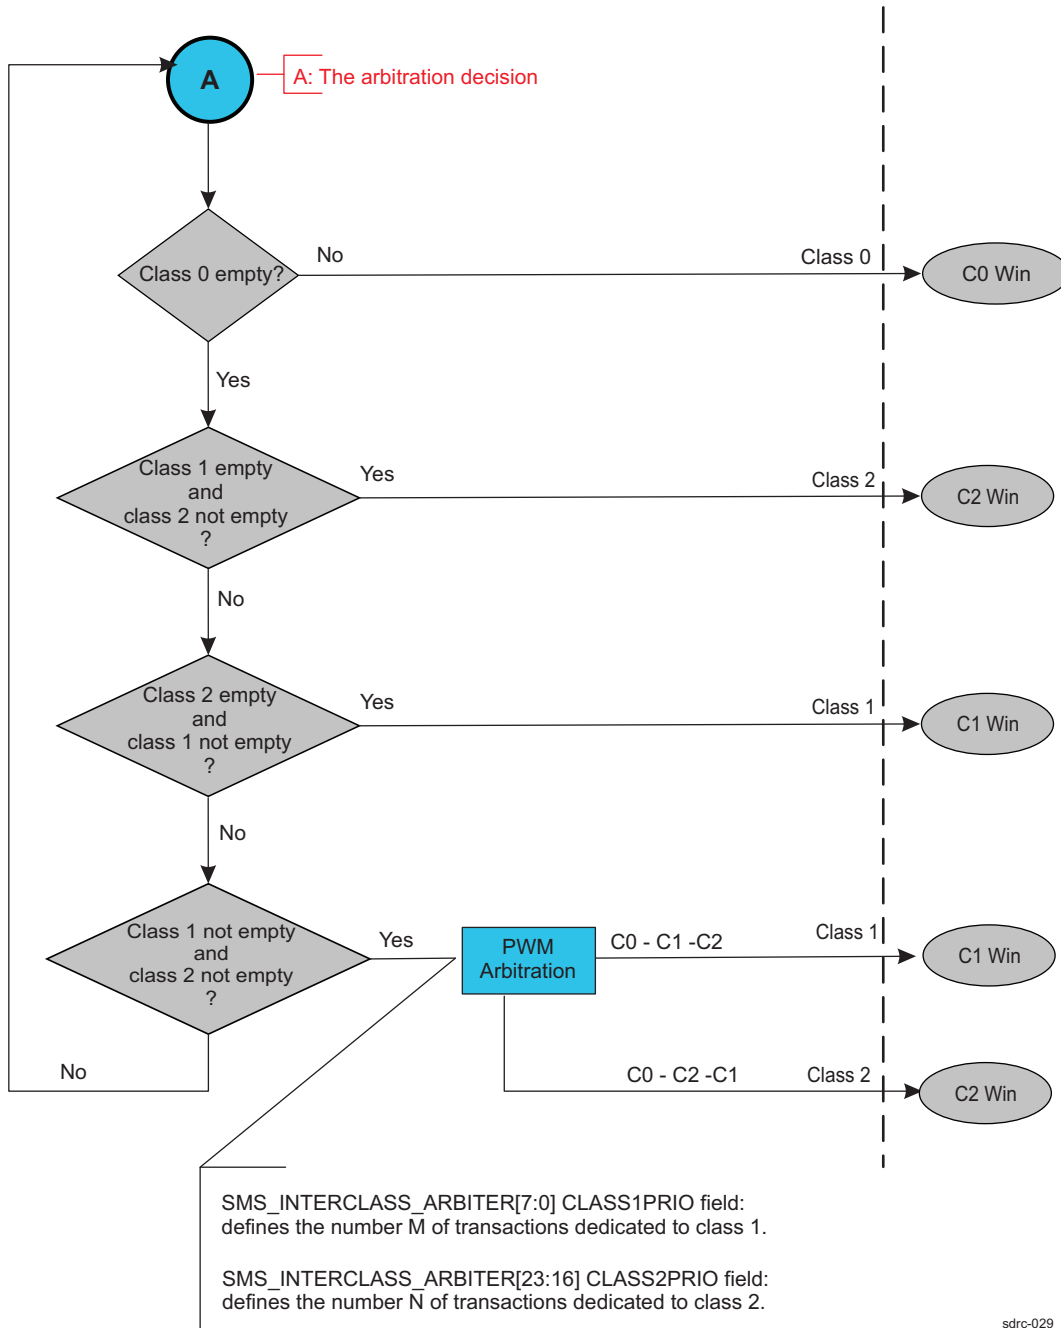 A
A: The arbitration decision
Class 0 empty?
No
Class 0
C0 Win
Yes
Class 1 empty
and
class 2 not empty
?
Yes
Class 2
C2 Win
No
Class 2 empty
and
class 1 not empty
?
Yes
Class 1
C1 Win
No
Class 1 not empty
and
class 2 not empty
?
Yes
PWM
Arbitration
C0 - C1 -C2
Class 1
C1 Win
No
C0 - C2 -C1
Class 2
C2 Win
SMS_INTERCLASS_ARBITER[7:0] CLASS1PRIO field:
defines the number M of transactions dedicated to class 1.
SMS_INTERCLASS_ARBITER[23:16] CLASS2PRIO field:
defines the number N of transactions dedicated to class 2.
sdrc-029